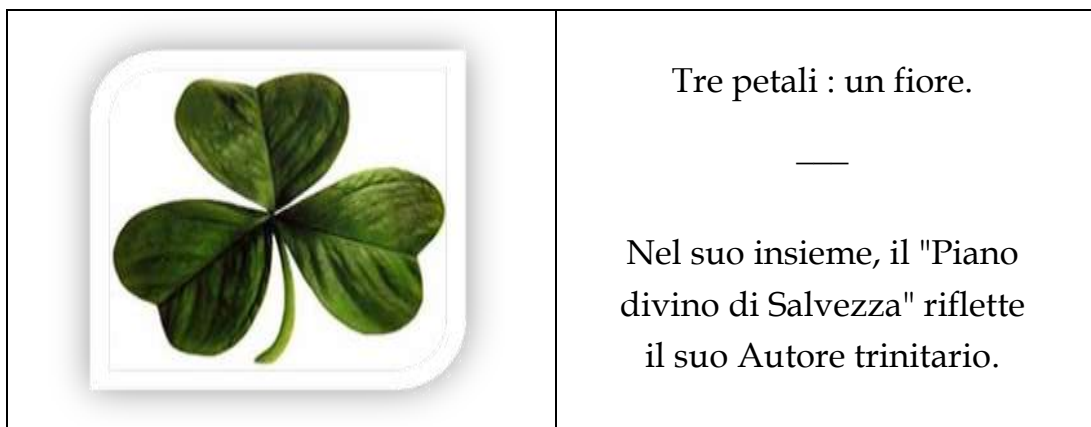 Tre petali : un fiore.
Nel suo insieme, il "Piano
divino di Salvezza" riflette
il suo Autore trinitario.